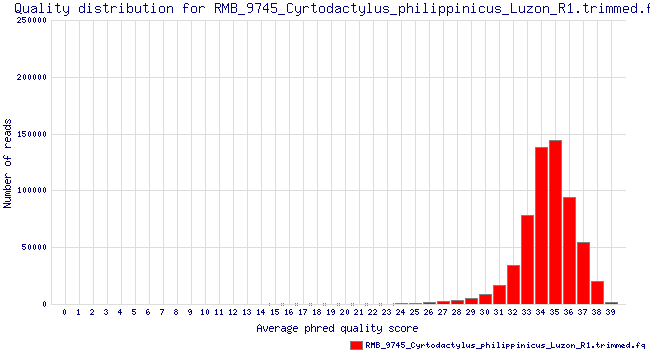 Quality distribution for RMB_9745_Cyrtodactylus_philippinicus_Luzon_R1.trimmed.f
250000
200000
150000
100000
50000
0
Number of reads
0 1 2 3 4 5 6 7 8 9 10 11 12 13 14 15 16 17 18 19 20 21 22 23 24 25 26 27 28 29 30 31 32 33 34 35 36 37 38 39
Average phred quality score
RMB_9745_Cyrtodactylus_philippinicus_Luzon_R1.trimmed.fq